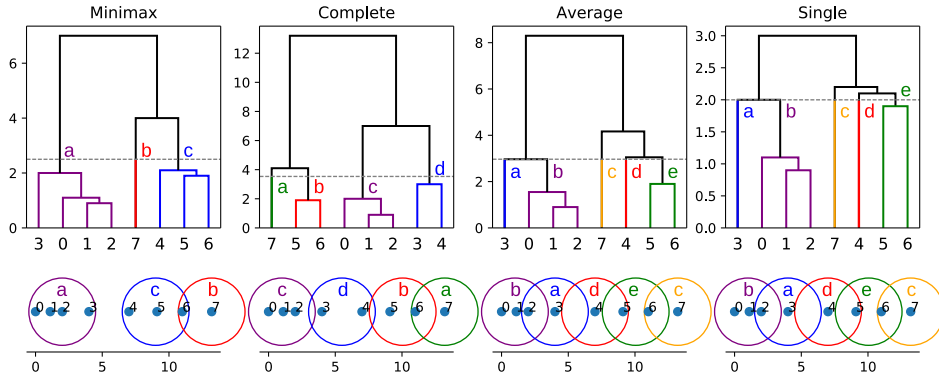 Minimax
Complete
Average
Single
6
4
2
0
a
b
c
3 0 1 2 7 4 5 6
12
10
8
6
4
2
0
a
b
c
d
7 5 6 0 1 2 3 4
8
6
4
2
0
a
b
c
d
e
3 0 1 2 7 4 5 6
3.0
2.5
2.0
1.5
1.0
0.5
0.0
a
b
c
d
e
3 0 1 2 7 4 5 6
a c b
0 1 2 3 4 5 6 7
0 5 10
c d b a
0 1 2 3 4 5 6 7
0 5 10
b a d e c
0 1 2 3 4 5 6 7
0 5 10
b a d e c
0 1 2 3 4 5 6 7
0 5 10